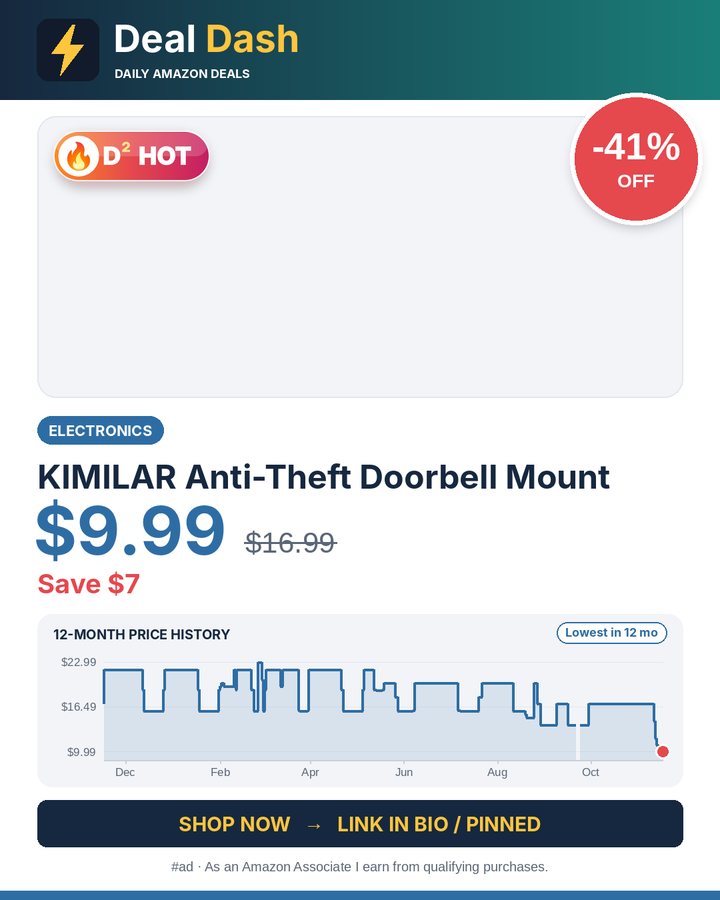 Deal Dash
DAILY AMAZON DEALS
D² HOT
-41%
OFF
ELECTRONICS
KIMILAR Anti-Theft Doorbell Mount
$9.99 $16.99
Save $7
12-MONTH PRICE HISTORY
Lowest in 12 mo
$22.99
$16.49
$9.99
Dec Feb Apr Jun Aug Oct
SHOP NOW → LINK IN BIO / PINNED
#ad · As an Amazon Associate I earn from qualifying purchases.